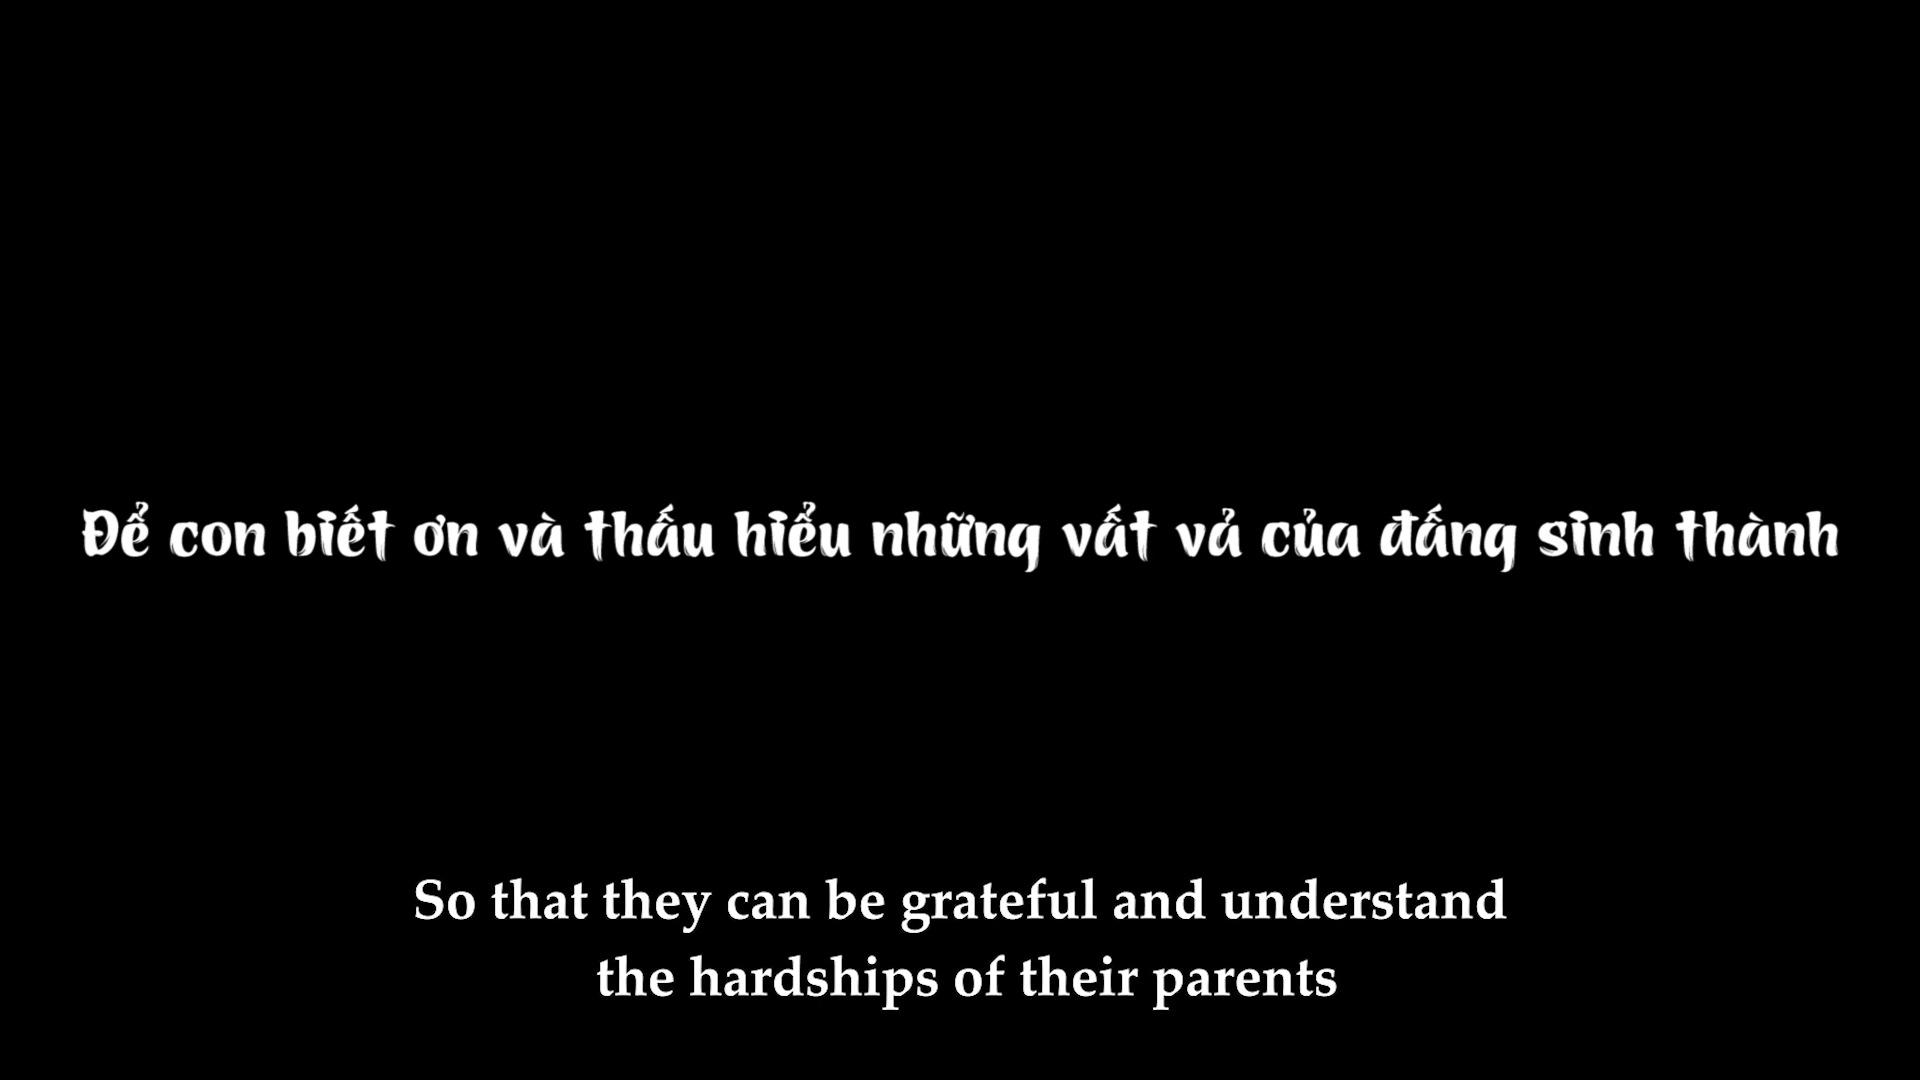 Để con biết ơn và thấu hiểu những vất vả của đấng sinh thành
So that they can be grateful and understand
the hardships of their parents